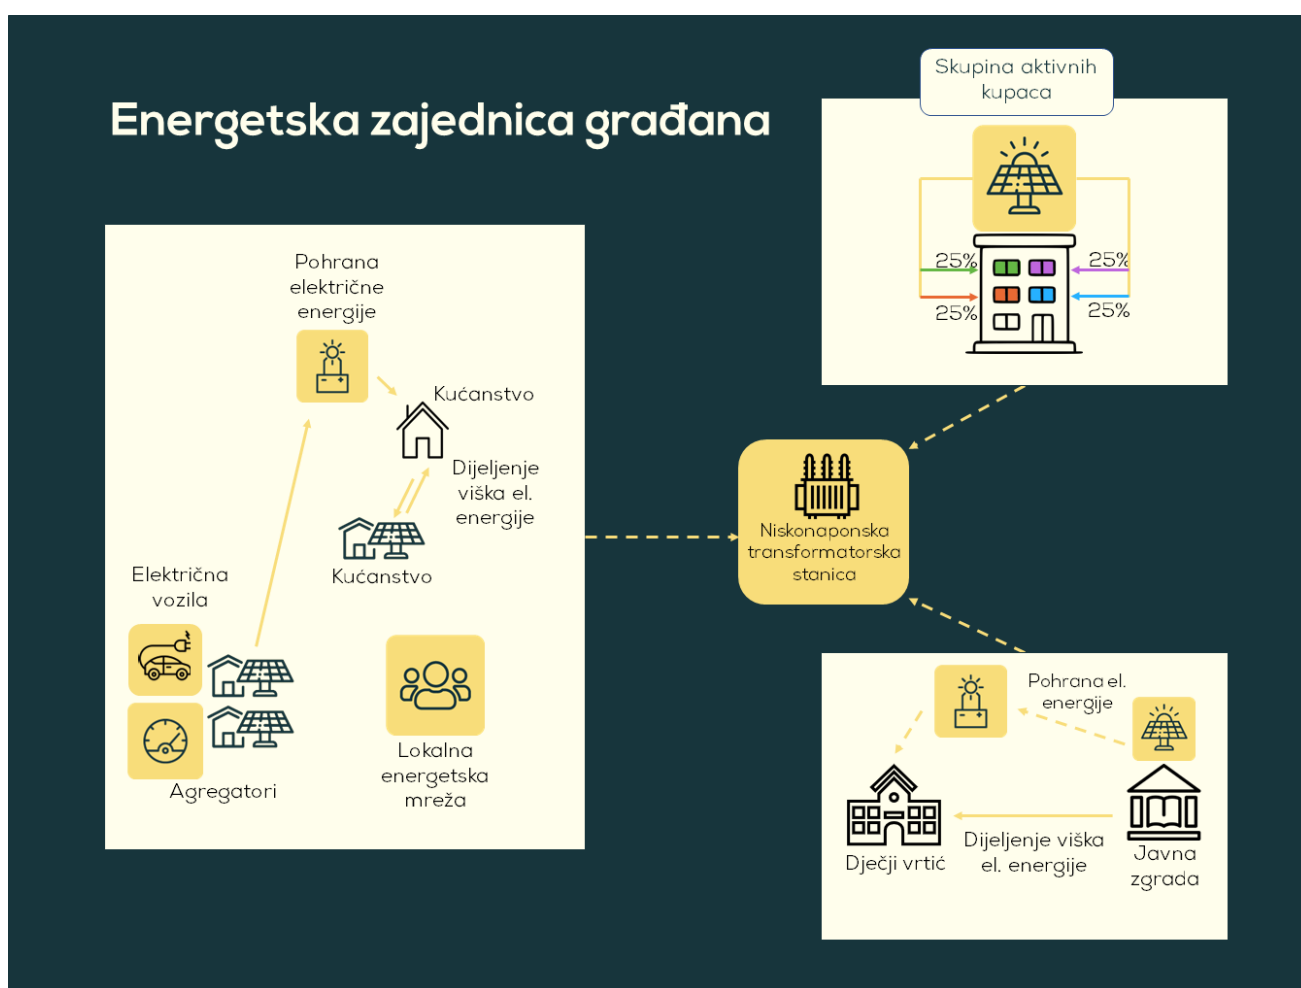 Energetska zajednica građana
Skupina aktivnih
kupaca
25%
25%
25%
25%
Pohrana
električne
energije
Kućanstvo
Dijeljenje
viška el.
energije
Kućanstvo
Električna
vozila
Agregatori
Lokalna
energetska
mreža
Niskonaponska
transformatorska
stanica
Pohrana el.
energije
Dječji vrtić
Dijeljenje viška
el. energije
Javna
zgrada